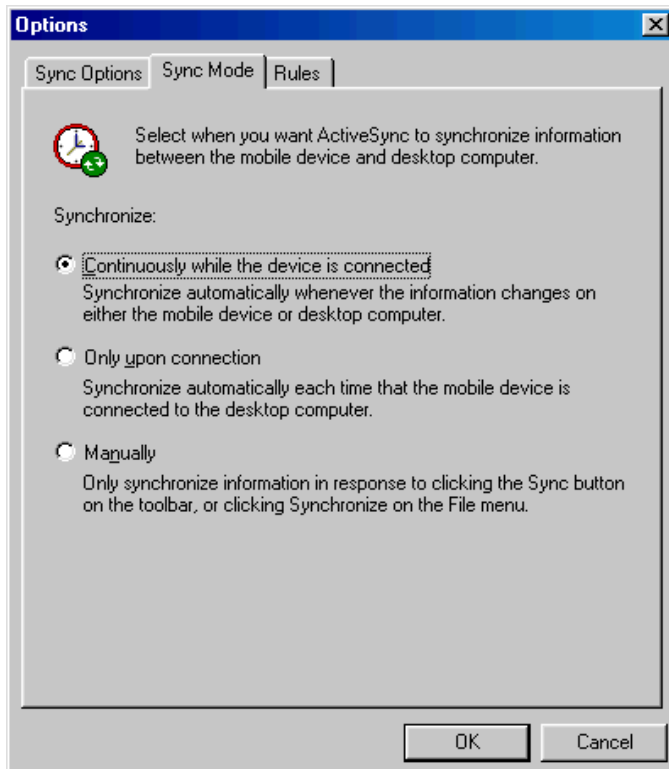 Options
Sync Options
Sync Mode
Rules
Select when you want ActiveSync to synchronize information
between the mobile device and desktop computer.
Synchronize:
Continuously while the device is connected
Synchronize automatically whenever the information changes on
either the mobile device or desktop computer.
Only upon connection
Synchronize automatically each time that the mobile device is
connected to the desktop computer.
Manually
Only synchronize information in response to clicking the Sync button
on the toolbar, or clicking Synchronize on the File menu.
OK
Cancel